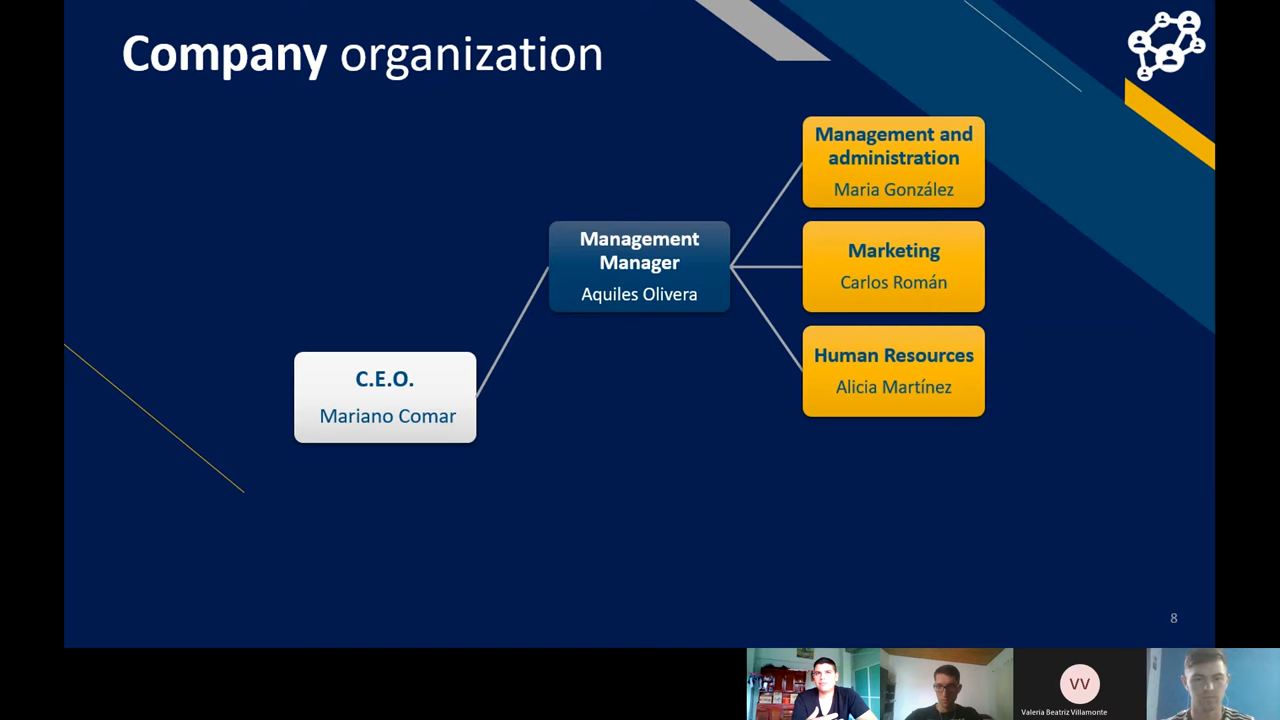 Company organization
Management and
administration
Maria González
Management
Manager
Aquiles Olivera
Marketing
Carlos Román
Human Resources
Alicia Martínez
C.E.O.
Mariano Comar
8
VV
Valeria Beatriz Villamonte